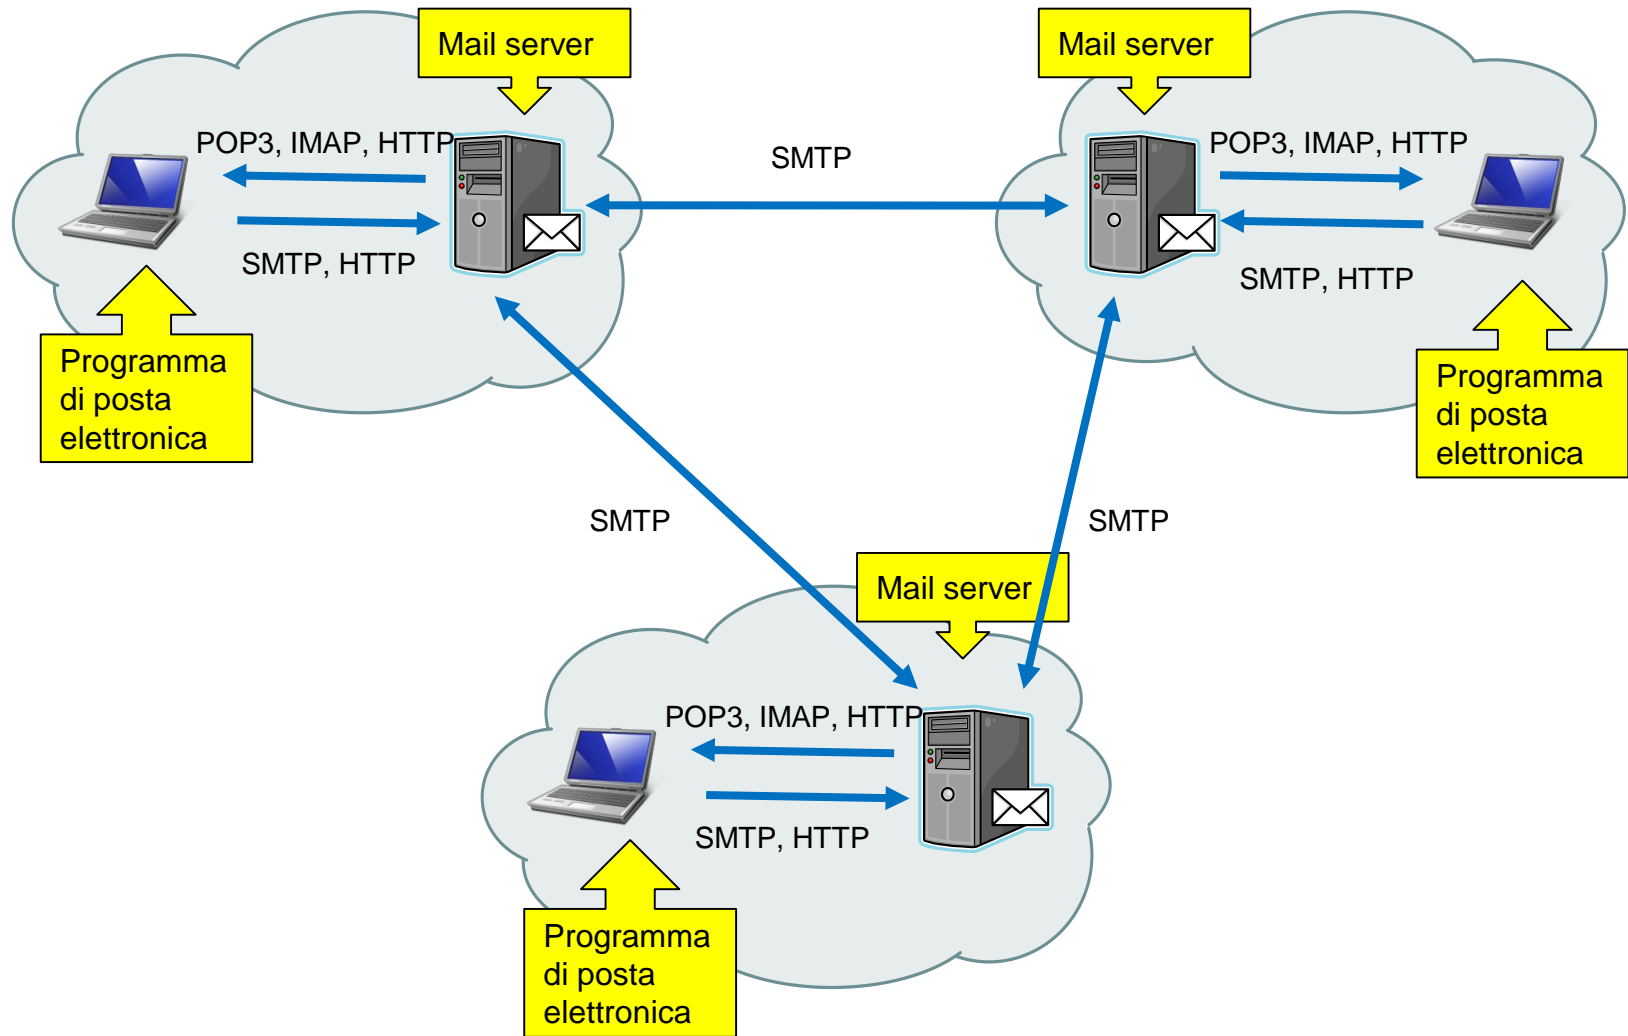 Mail server
Mail server
POP3, IMAP, HTTP
SMTP
POP3, IMAP, HTTP
SMTP, HTTP
SMTP, HTTP
Programma
di posta
elettronica
Programma
di posta
elettronica
SMTP
SMTP
Mail server
POP3, IMAP, HTTP
SMTP, HTTP
Programma
di posta
elettronica